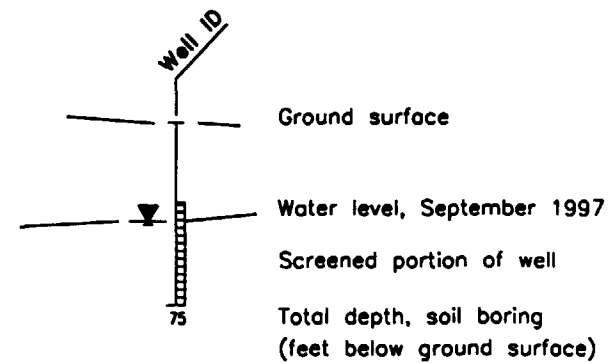 Well ID
Ground surface
Water level, September 1997
Screened portion of well
75
Total depth, soil boring
(feet below ground surface)